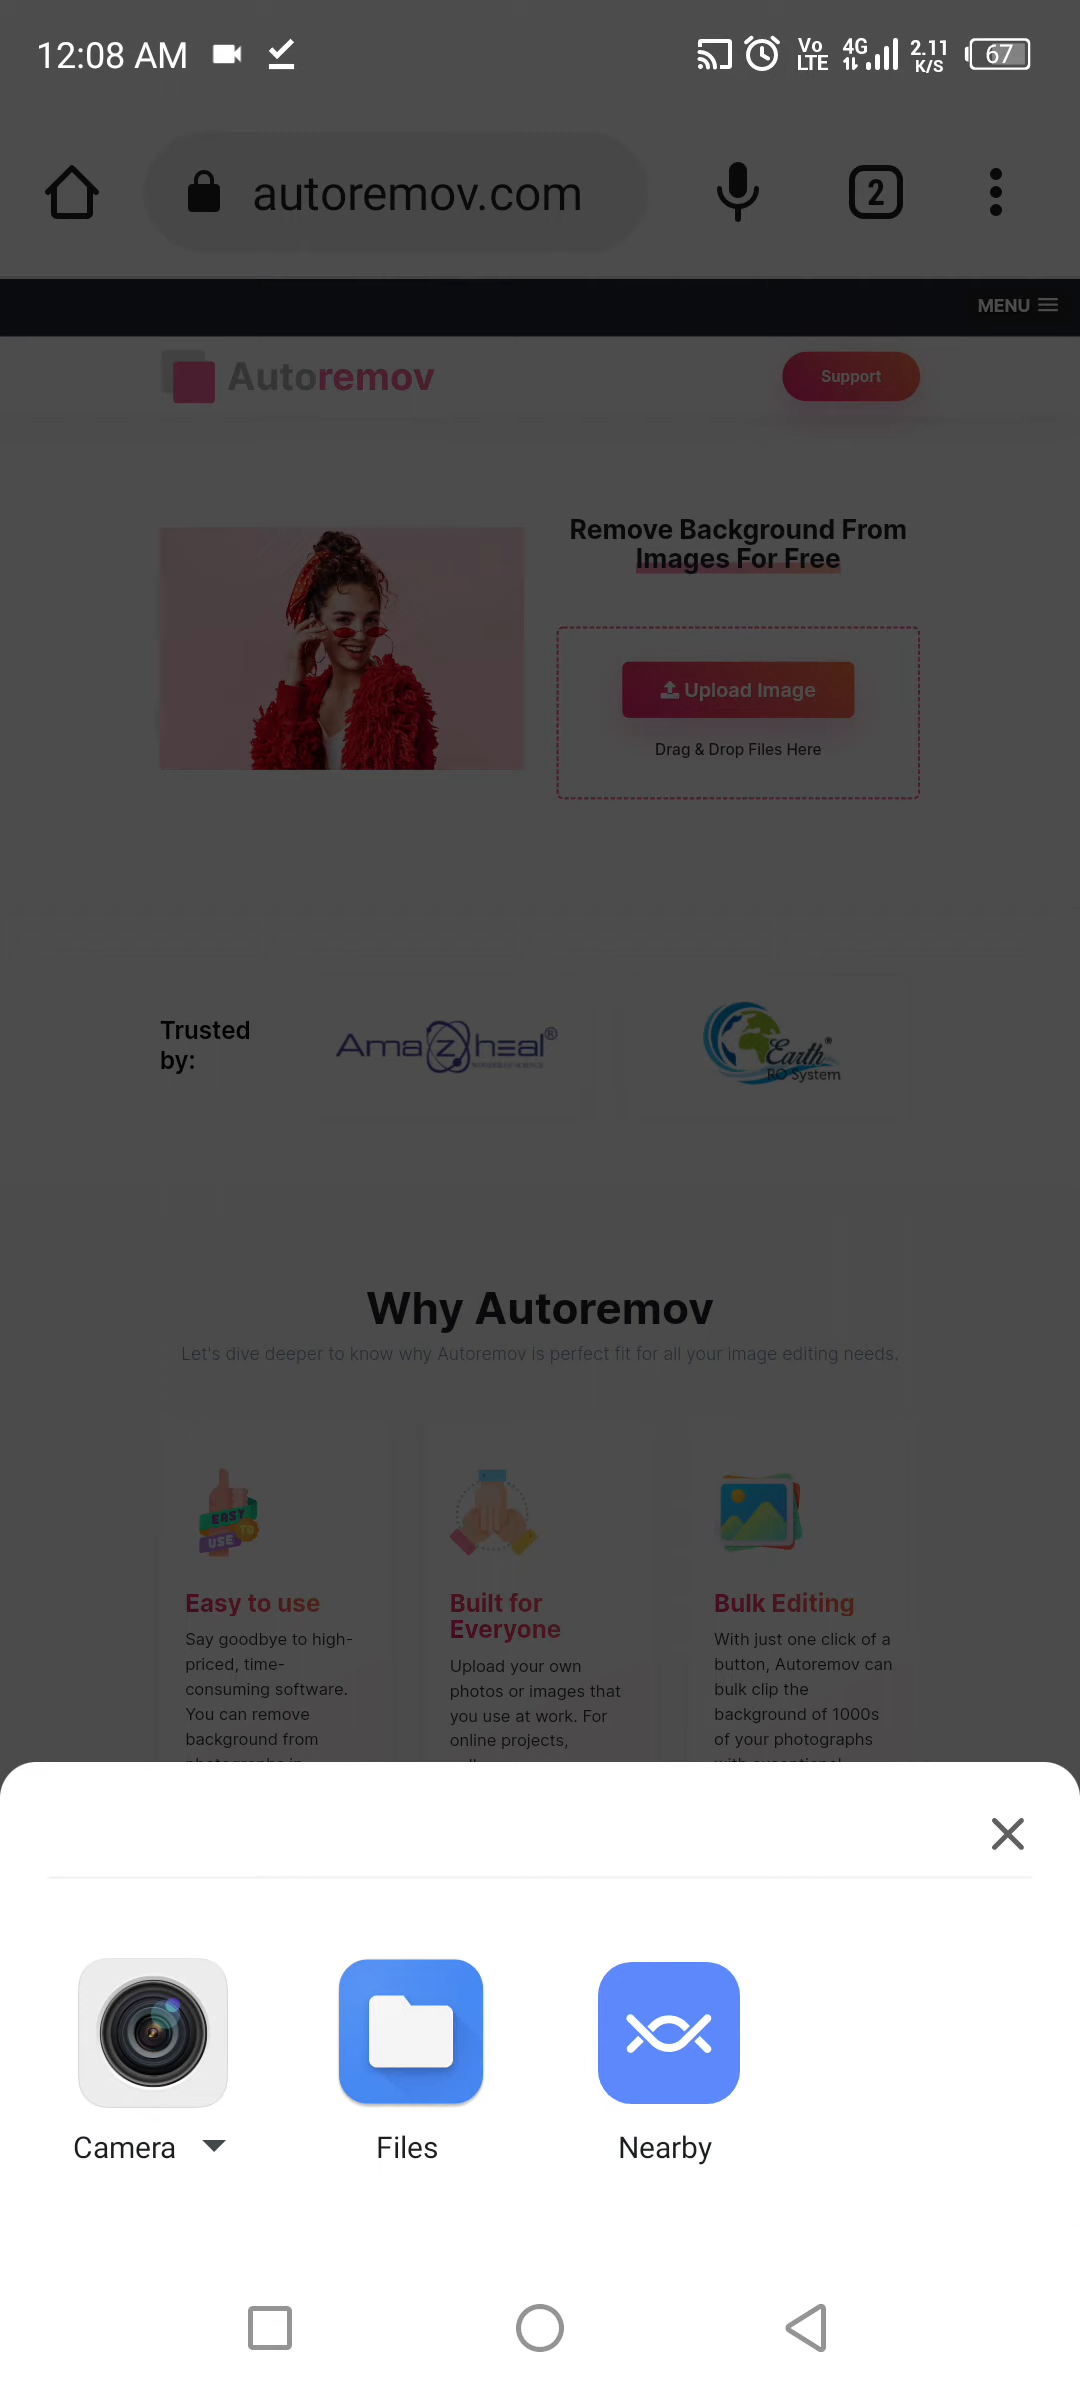 12:08 AM
Vo LTE 4G 2.11 K/S 67
autoremov.com
2
MENU
Autoremov
Support
Remove Background From
Images For Free
Upload Image
Drag & Drop Files Here
Trusted
by:
Amazheal®
Earth®
RO System
Why Autoremov
Let's dive deeper to know why Autoremov is perfect fit for all your image editing needs.
EASY
TO
USE
Easy to use
Say goodbye to high-
priced, time-
consuming software.
You can remove
background from
Built for
Everyone
Upload your own
photos or images that
you use at work. For
online projects,
Bulk Editing
With just one click of a
button, Autoremov can
bulk clip the
background of 1000s
of your photographs
Camera
Files
Nearby